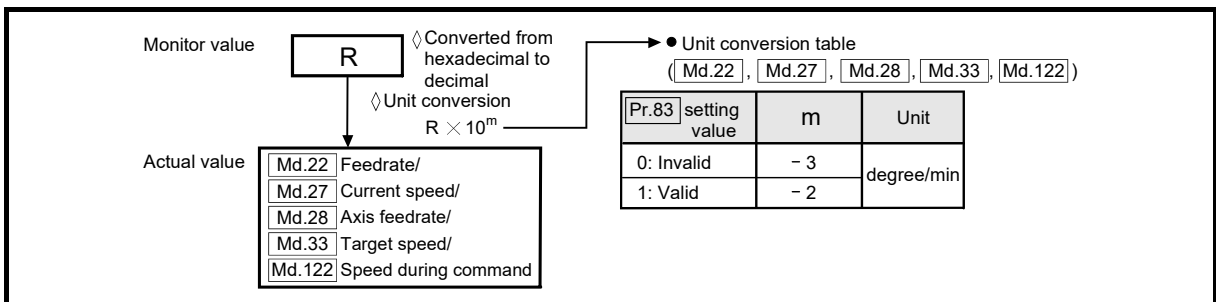 Monitor value
R
◊Converted from
hexadecimal to
decimal
◊Unit conversion
R × 10^m
Actual value
Md.22 Feedrate/
Md.27 Current speed/
Md.28 Axis feedrate/
Md.33 Target speed/
Md.122 Speed during command
● Unit conversion table
( Md.22 , Md.27 , Md.28 , Md.33 , Md.122 )
Pr.83 setting value m Unit
0: Invalid − 3 degree/min
1: Valid − 2